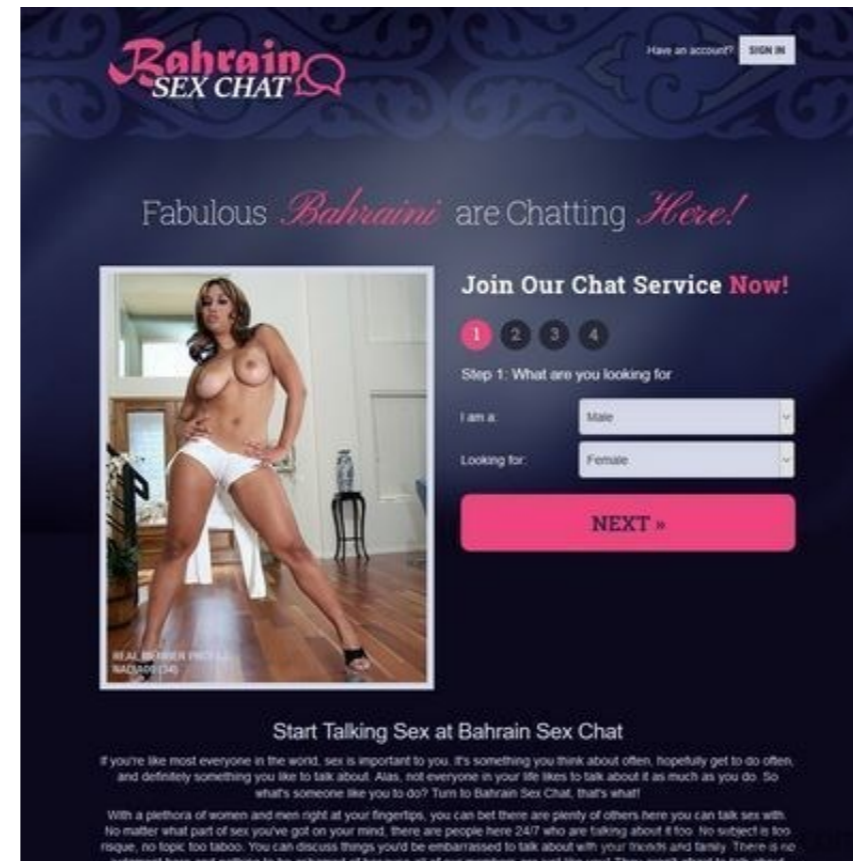 Bahrain
SEX CHAT
Have an account? SIGN IN
Fabulous Bahraini are Chatting Here!
Join Our Chat Service Now!
1 2 3 4
Step 1: What are you looking for
I am a: Male
Looking for: Female
NEXT »
REAL MEMBER
Start Talking Sex at Bahrain Sex Chat
If you're like most everyone in the world, sex is important to you. It's something you think about often, hopefully get to do often,
and definitely something you like to talk about. Alas, not everyone in your life likes to talk about it as much as you do. So
what's someone like you to do? Turn to Bahrain Sex Chat, that's what!
With a plethora of women and men right at your fingertips, you can bet there are plenty of others here you can talk sex with.
No matter what part of sex you've got on your mind, there are people here 24/7 who are talking about it too. No subject is too
risque, no topic too taboo. You can discuss things you'd be embarrassed to talk about with your friends and family. There is no